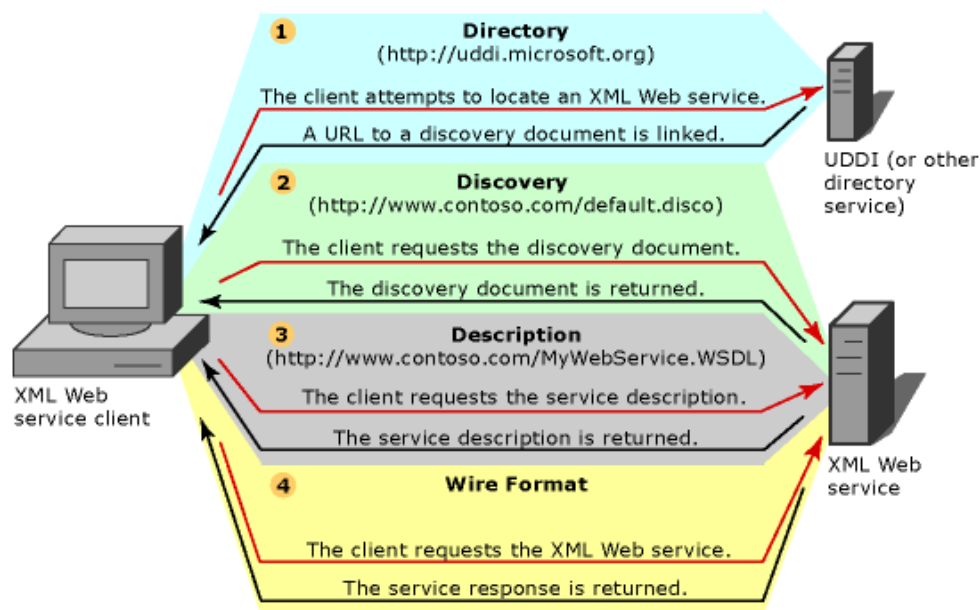 1
Directory
(http://uddi.microsoft.org)
The client attempts to locate an XML Web service.
A URL to a discovery document is linked.
UDDI (or other
directory
service)
2
Discovery
(http://www.contoso.com/default.disco)
The client requests the discovery document.
The discovery document is returned.
3
Description
(http://www.contoso.com/MyWebService.WSDL)
The client requests the service description.
The service description is returned.
XML Web
service client
XML Web
service
4
Wire Format
The client requests the XML Web service.
The service response is returned.